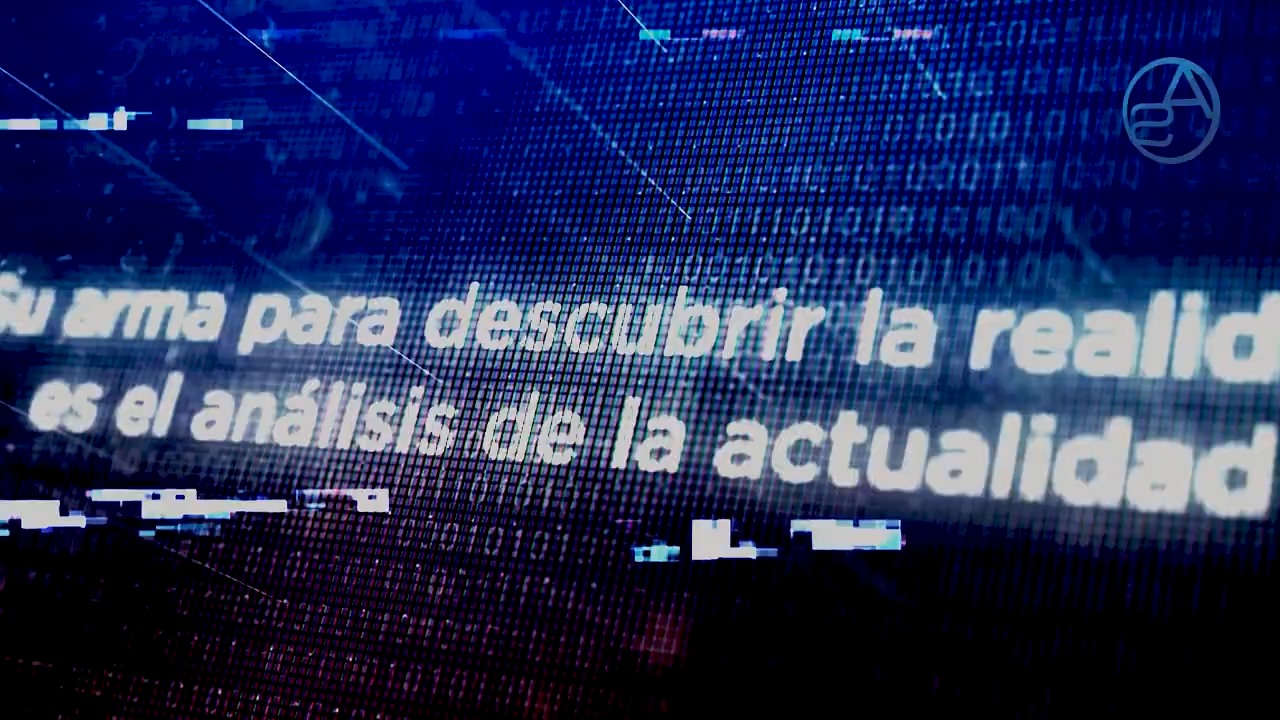 Su arma para descubrir la realid
es el análisis de la actualidad